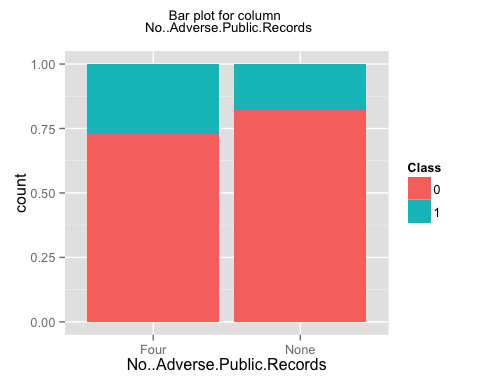 Bar plot for column
No..Adverse.Public.Records
count
1.00
0.75
0.50
0.25
0.00
Four
None
No..Adverse.Public.Records
Class
0
1